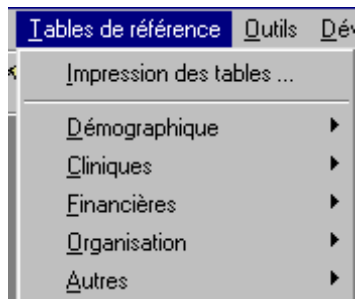 Tables de référence Outils Dév
Impression des tables ...
Démographique
Cliniques
Financières
Organisation
Autres